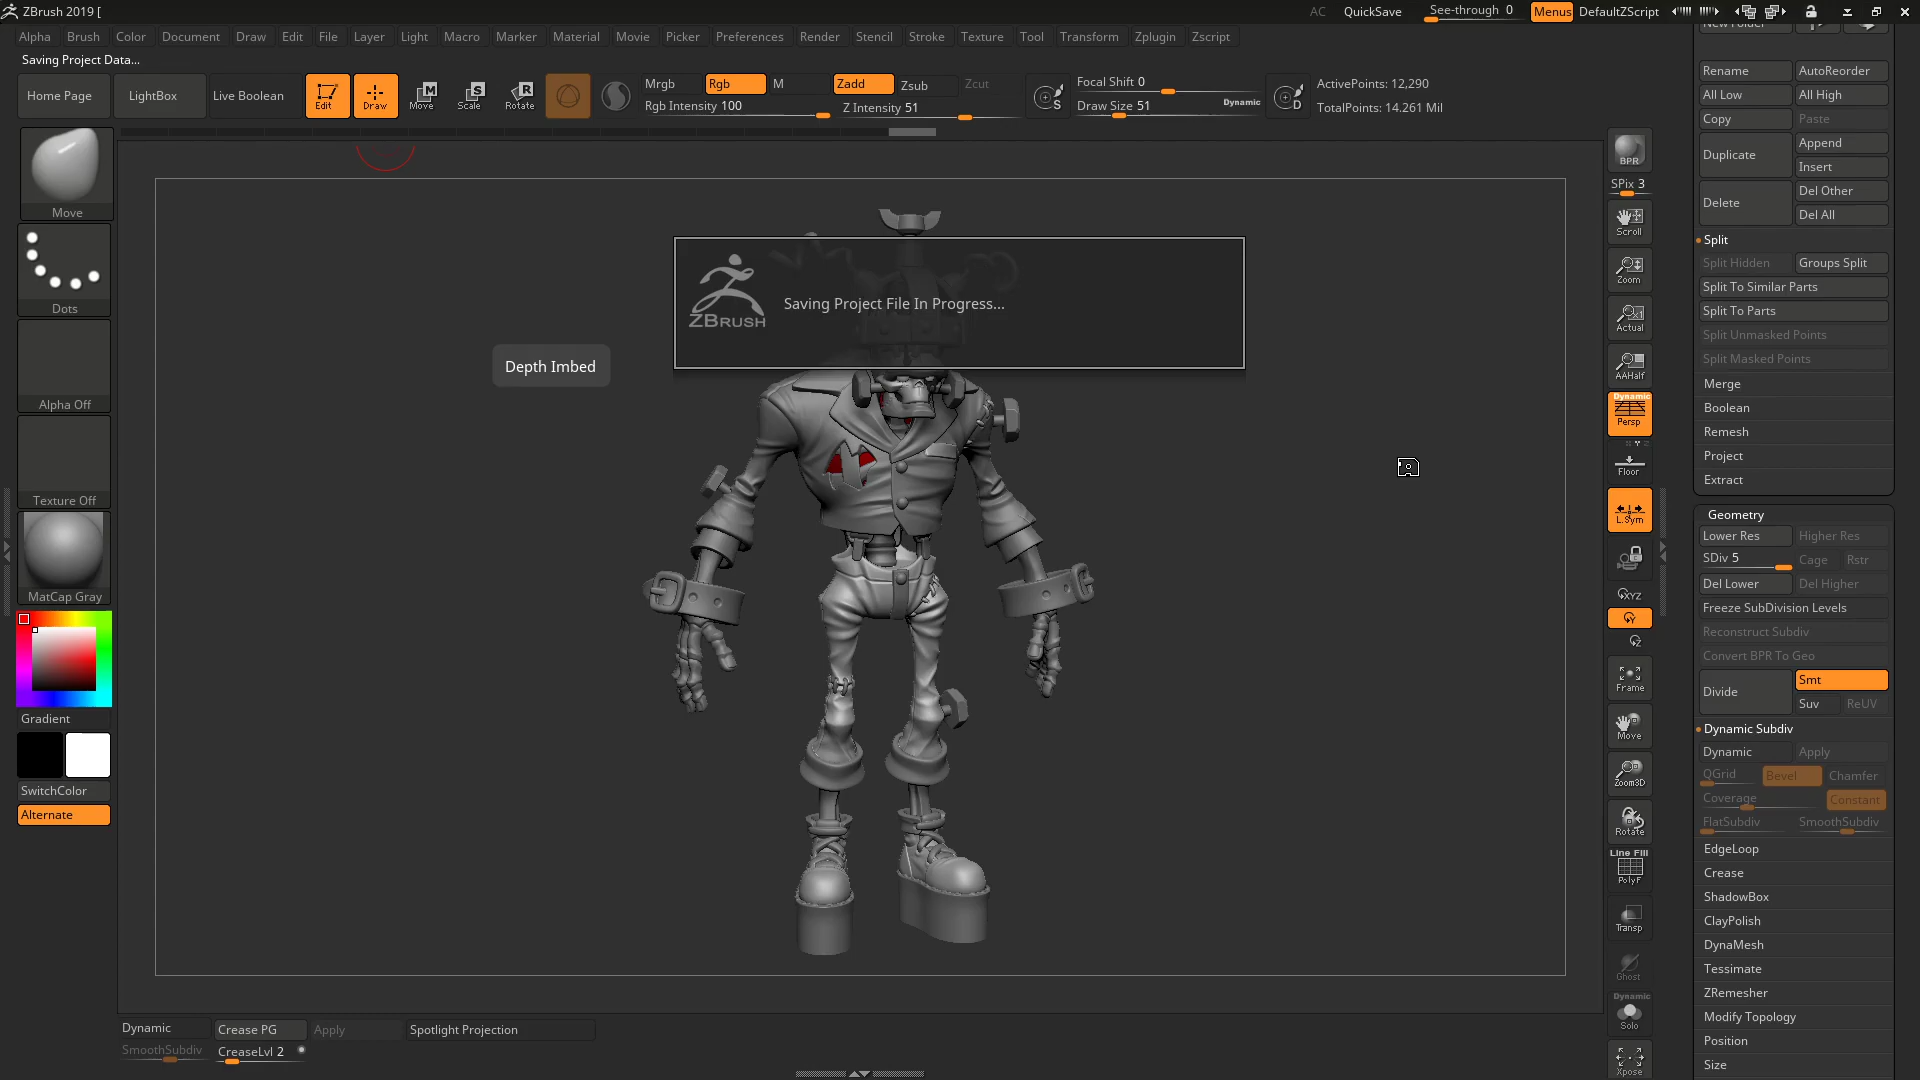 ZBrush 2019 [
AC QuickSave See-through 0 Menus DefaultZScript
Alpha Brush Color Document Draw Edit File Layer Light Macro Marker Material Movie Picker Preferences Render Stencil Stroke Texture Tool Transform Zplugin Zscript
Saving Project Data...
Home Page LightBox Live Boolean Edit Draw Move Scale Rotate
Mrgb Rgb M Zadd Zsub Zcut
Rgb Intensity 100 Z Intensity 51
Focal Shift 0
Draw Size 51 Dynamic
ActivePoints: 12,290
TotalPoints: 14.261 Mil
Move
Dots
Alpha Off
Texture Off
MatCap Gray
Gradient
SwitchColor
Alternate
ZBRUSH
Saving Project File In Progress...
Depth Imbed
Dynamic Crease PG Apply Spotlight Projection
SmoothSubdiv CreaseLvl 2
BPR
SPix 3
Scroll
Zoom
Actual
AAHalf
Dynamic
Persp
Floor
L.Sym
XYZ
Y
Z
Frame
Move
Zoom3D
Rotate
Line Fill
PolyF
Transp
Ghost
Dynamic
Solo
Xpose
New Folder
Rename AutoReorder
All Low All High
Copy Paste
Duplicate Append
Insert
Delete Del Other
Del All
Split
Split Hidden Groups Split
Split To Similar Parts
Split To Parts
Split Unmasked Points
Split Masked Points
Merge
Boolean
Remesh
Project
Extract
Geometry
Lower Res Higher Res
SDiv 5 Cage Rstr
Del Lower Del Higher
Freeze SubDivision Levels
Reconstruct Subdiv
Convert BPR To Geo
Divide Smt
Suv ReUV
Dynamic Subdiv
Dynamic Apply
QGrid Bevel Chamfer
Coverage Constant
FlatSubdiv SmoothSubdiv
EdgeLoop
Crease
ShadowBox
ClayPolish
DynaMesh
Tessimate
ZRemesher
Modify Topology
Position
Size